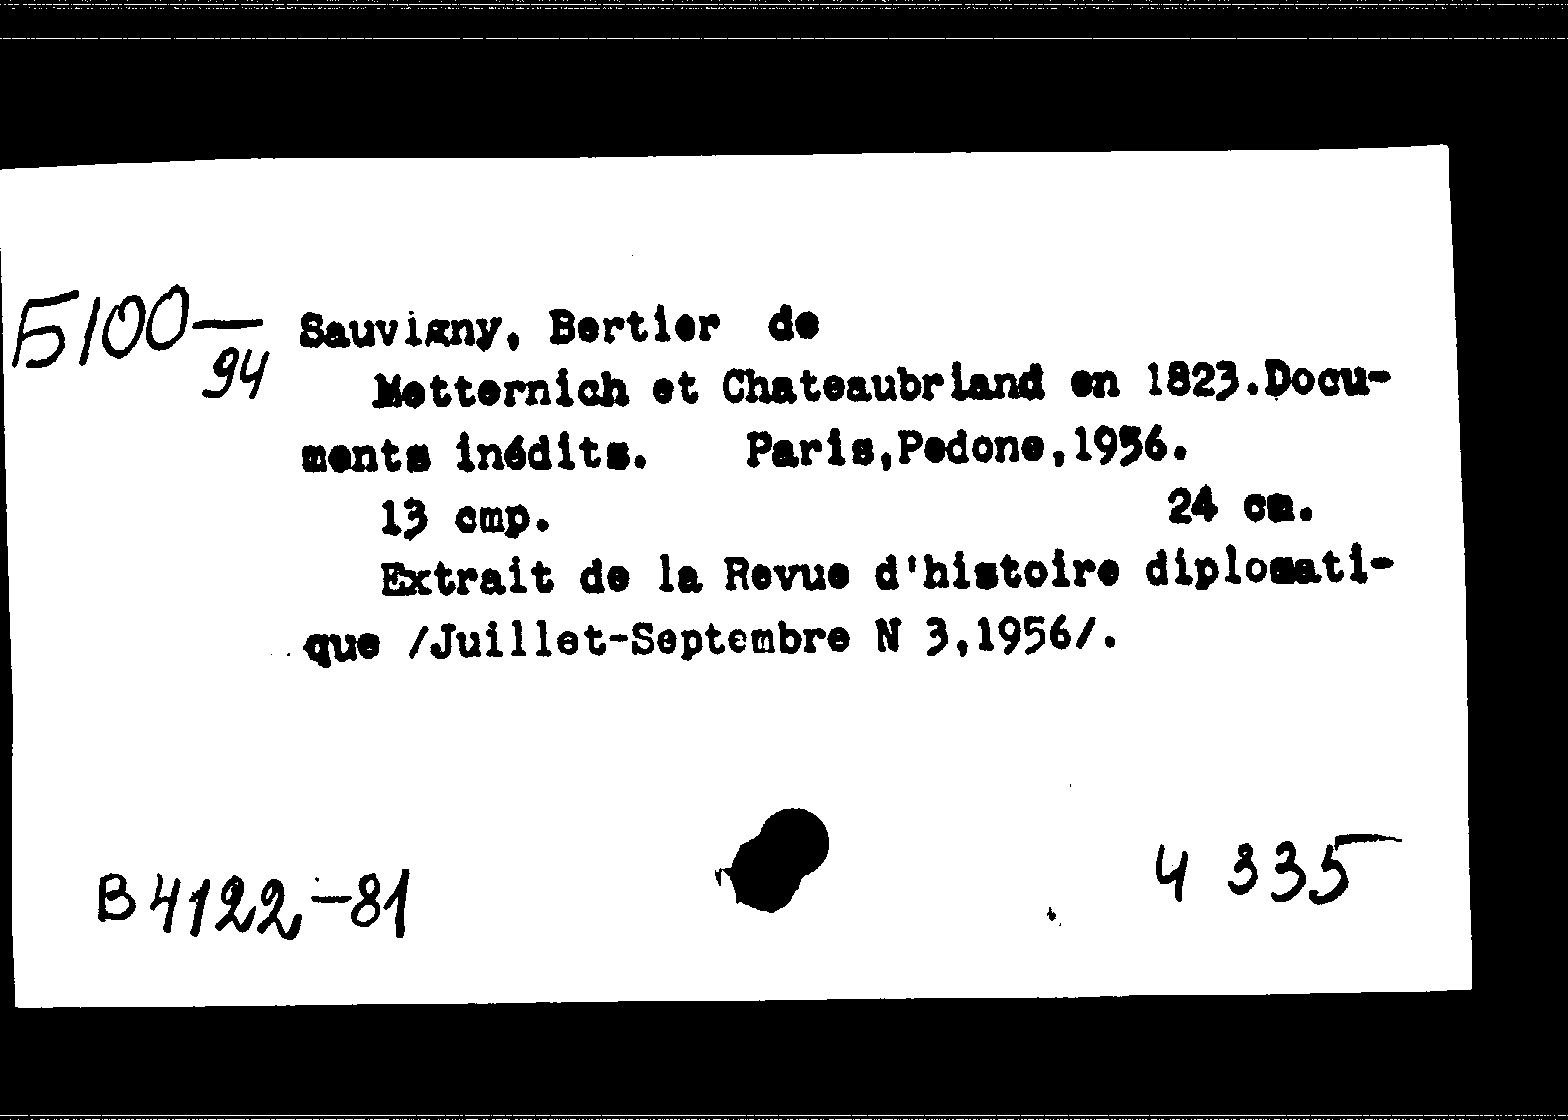 Б100—
94
Sauvigny, Bertier de
Metternich et Chateaubriand en 1823.Docu-
ments inédits. Paris,Pedone,1956.
13 cmp. 24 cm.
Extrait de la Revue d'histoire diplomati-
que /Juillet-Septembre N 3,1956/.
В 4122-81
4 335